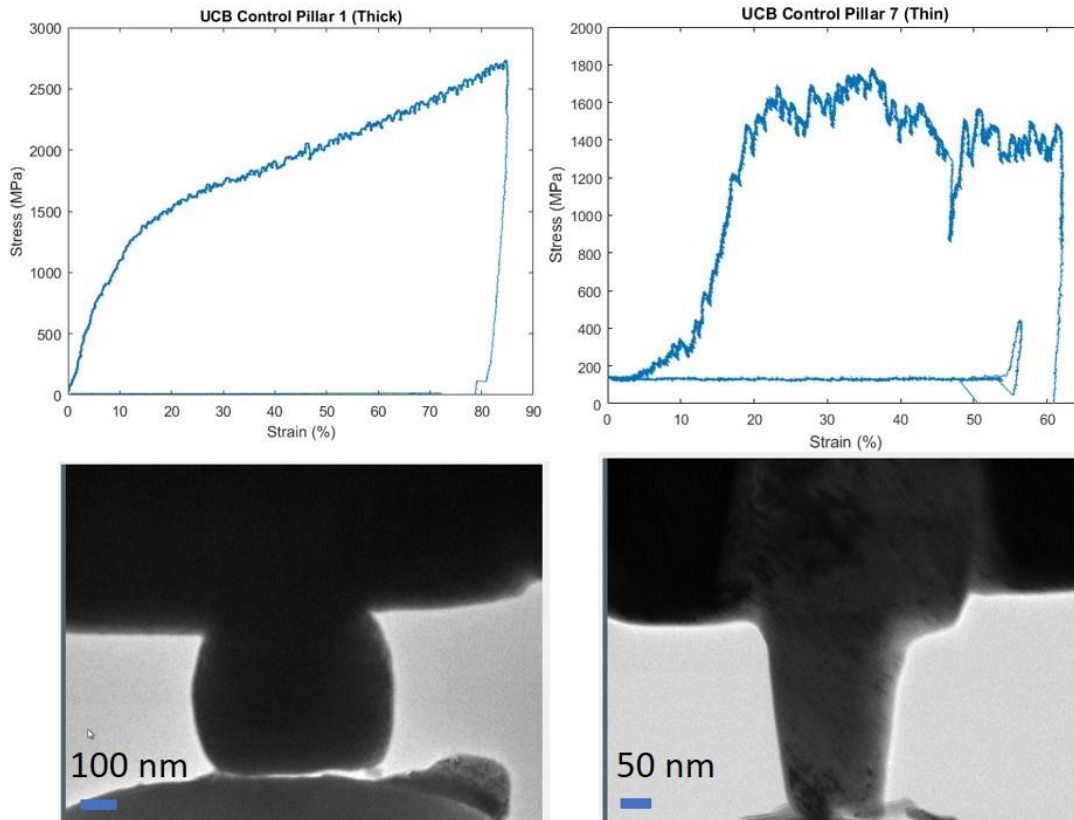 UCB Control Pillar 1 (Thick)
3000
2500
2000
1500
1000
500
0
Stress (MPa)
0 10 20 30 40 50 60 70 80 90
Strain (%)
UCB Control Pillar 7 (Thin)
2000
1800
1600
1400
1200
1000
800
600
400
200
0
Stress (MPa)
0 10 20 30 40 50 60
Strain (%)
100 nm
50 nm